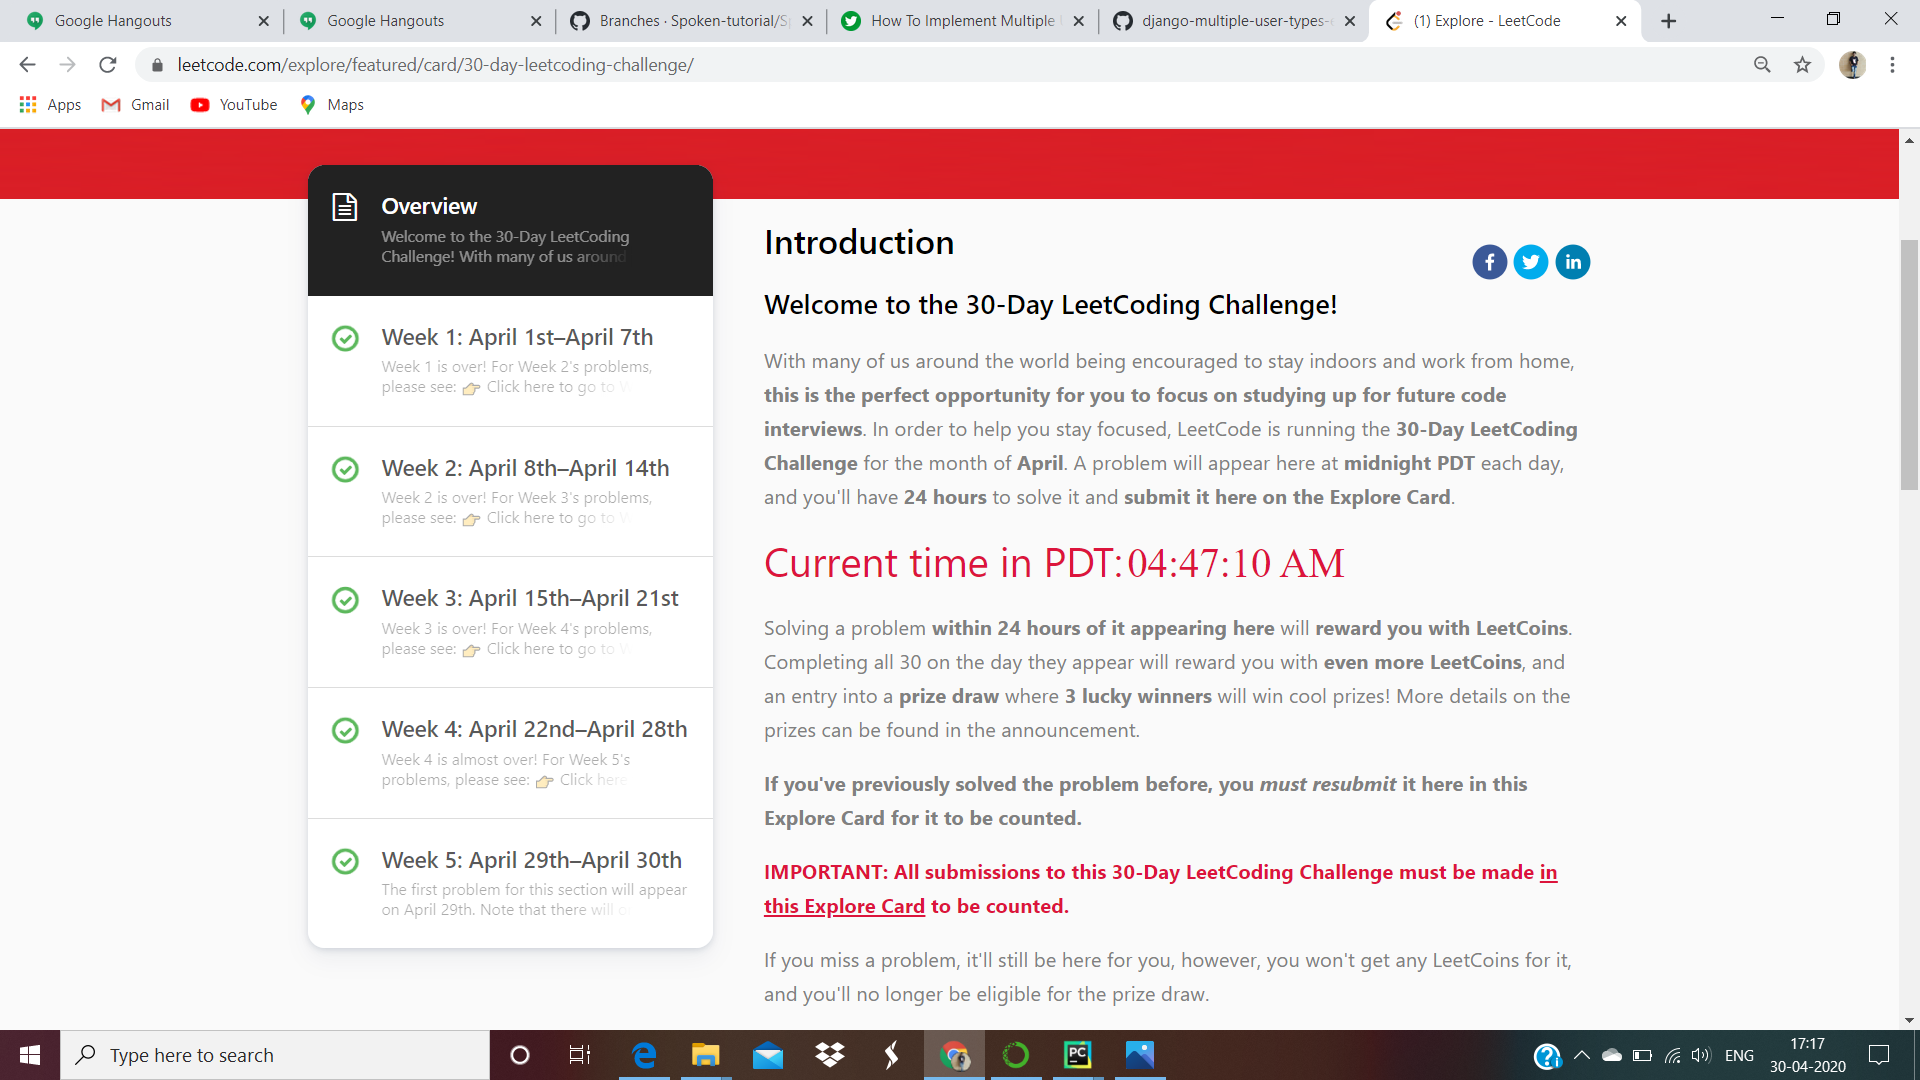 Google Hangouts
Google Hangouts
Branches · Spoken-tutorial/S
How To Implement Multiple
django-multiple-user-types-
(1) Explore - LeetCode
leetcode.com/explore/featured/card/30-day-leetcoding-challenge/
Apps
Gmail
YouTube
Maps
Overview
Welcome to the 30-Day LeetCoding
Challenge! With many of us around
Week 1: April 1st–April 7th
Week 1 is over! For Week 2's problems,
please see: 👉 Click here to go to W
Week 2: April 8th–April 14th
Week 2 is over! For Week 3's problems,
please see: 👉 Click here to go to W
Week 3: April 15th–April 21st
Week 3 is over! For Week 4's problems,
please see: 👉 Click here to go to W
Week 4: April 22nd–April 28th
Week 4 is almost over! For Week 5's
problems, please see: 👉 Click here
Week 5: April 29th–April 30th
The first problem for this section will appear
on April 29th. Note that there will o
Introduction
Welcome to the 30-Day LeetCoding Challenge!
With many of us around the world being encouraged to stay indoors and work from home,
this is the perfect opportunity for you to focus on studying up for future code
interviews. In order to help you stay focused, LeetCode is running the 30-Day LeetCoding
Challenge for the month of April. A problem will appear here at midnight PDT each day,
and you'll have 24 hours to solve it and submit it here on the Explore Card.
Current time in PDT: 04:47:10 AM
Solving a problem within 24 hours of it appearing here will reward you with LeetCoins.
Completing all 30 on the day they appear will reward you with even more LeetCoins, and
an entry into a prize draw where 3 lucky winners will win cool prizes! More details on the
prizes can be found in the announcement.
If you've previously solved the problem before, you must resubmit it here in this
Explore Card for it to be counted.
IMPORTANT: All submissions to this 30-Day LeetCoding Challenge must be made in
this Explore Card to be counted.
If you miss a problem, it'll still be here for you, however, you won't get any LeetCoins for it,
and you'll no longer be eligible for the prize draw.
Type here to search
PC
ENG
17:17
30-04-2020